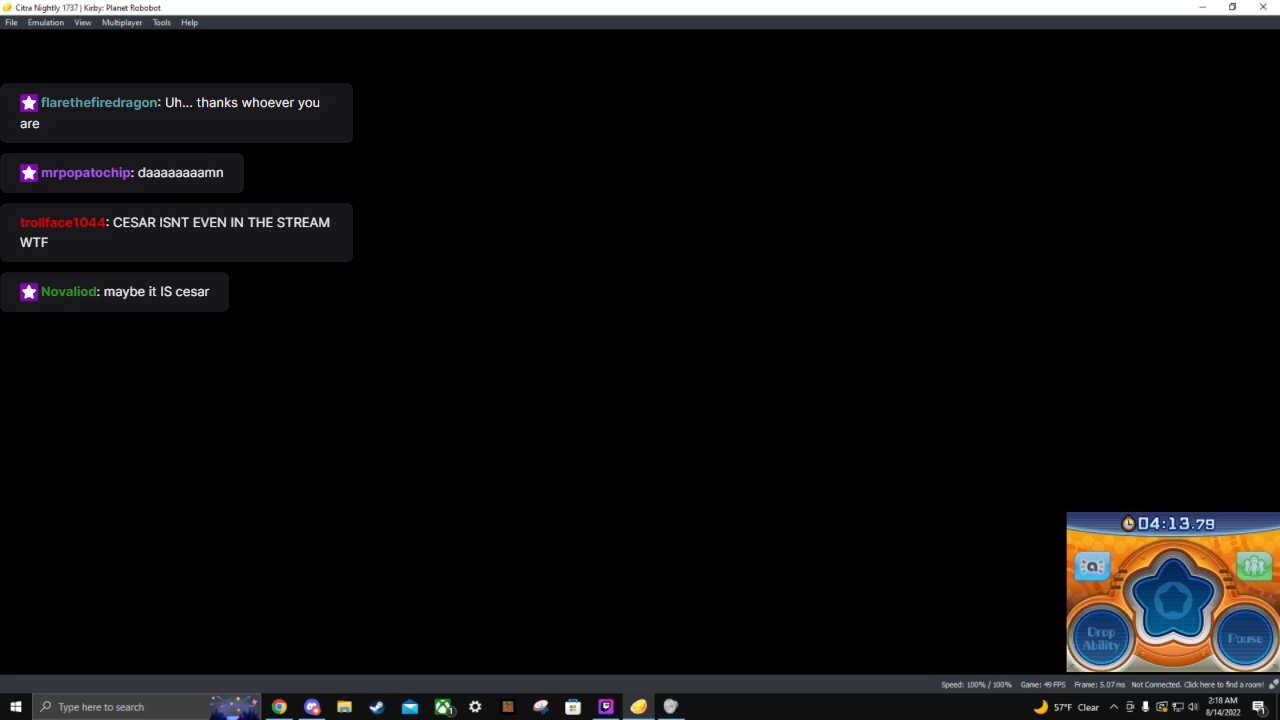 Citra Nightly 1737 | Kirby: Planet Robobot
File Emulation View Multiplayer Tools Help
flarethefiredragon: Uh... thanks whoever you
are
mrpopatochip: daaaaaaaamn
trollface1044: CESAR ISNT EVEN IN THE STREAM
WTF
Novaliod: maybe it IS cesar
04:13.79
a
Drop
Ability
Pause
Speed: 100% / 100% Game: 49 FPS Frame: 5.07 ms Not Connected. Click here to find a room!
Type here to search
1
57°F Clear
2:18 AM
8/14/2022
1